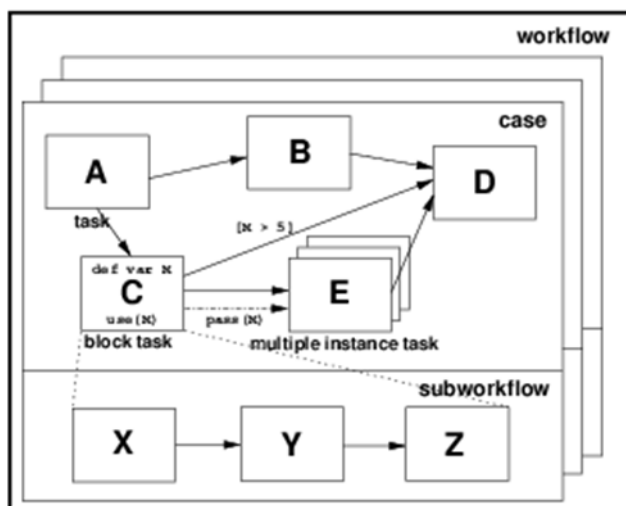 workflow
case
A
B
D
task
[X > 5]
def var X
C
use(X)
pass(X)
E
block task
multiple instance task
subworkflow
X
Y
Z